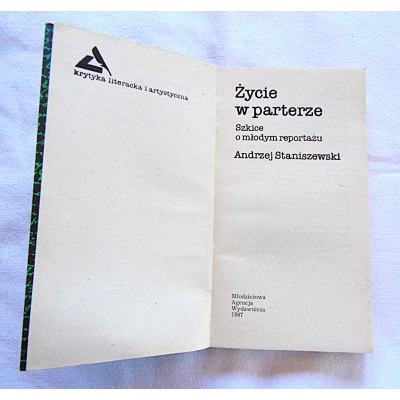 krytyka literacka i artystyczna
Życie
w parterze
Szkice
o młodym reportażu
Andrzej Staniszewski
Młodzieżowa
Agencja
Wydawnicza
1987